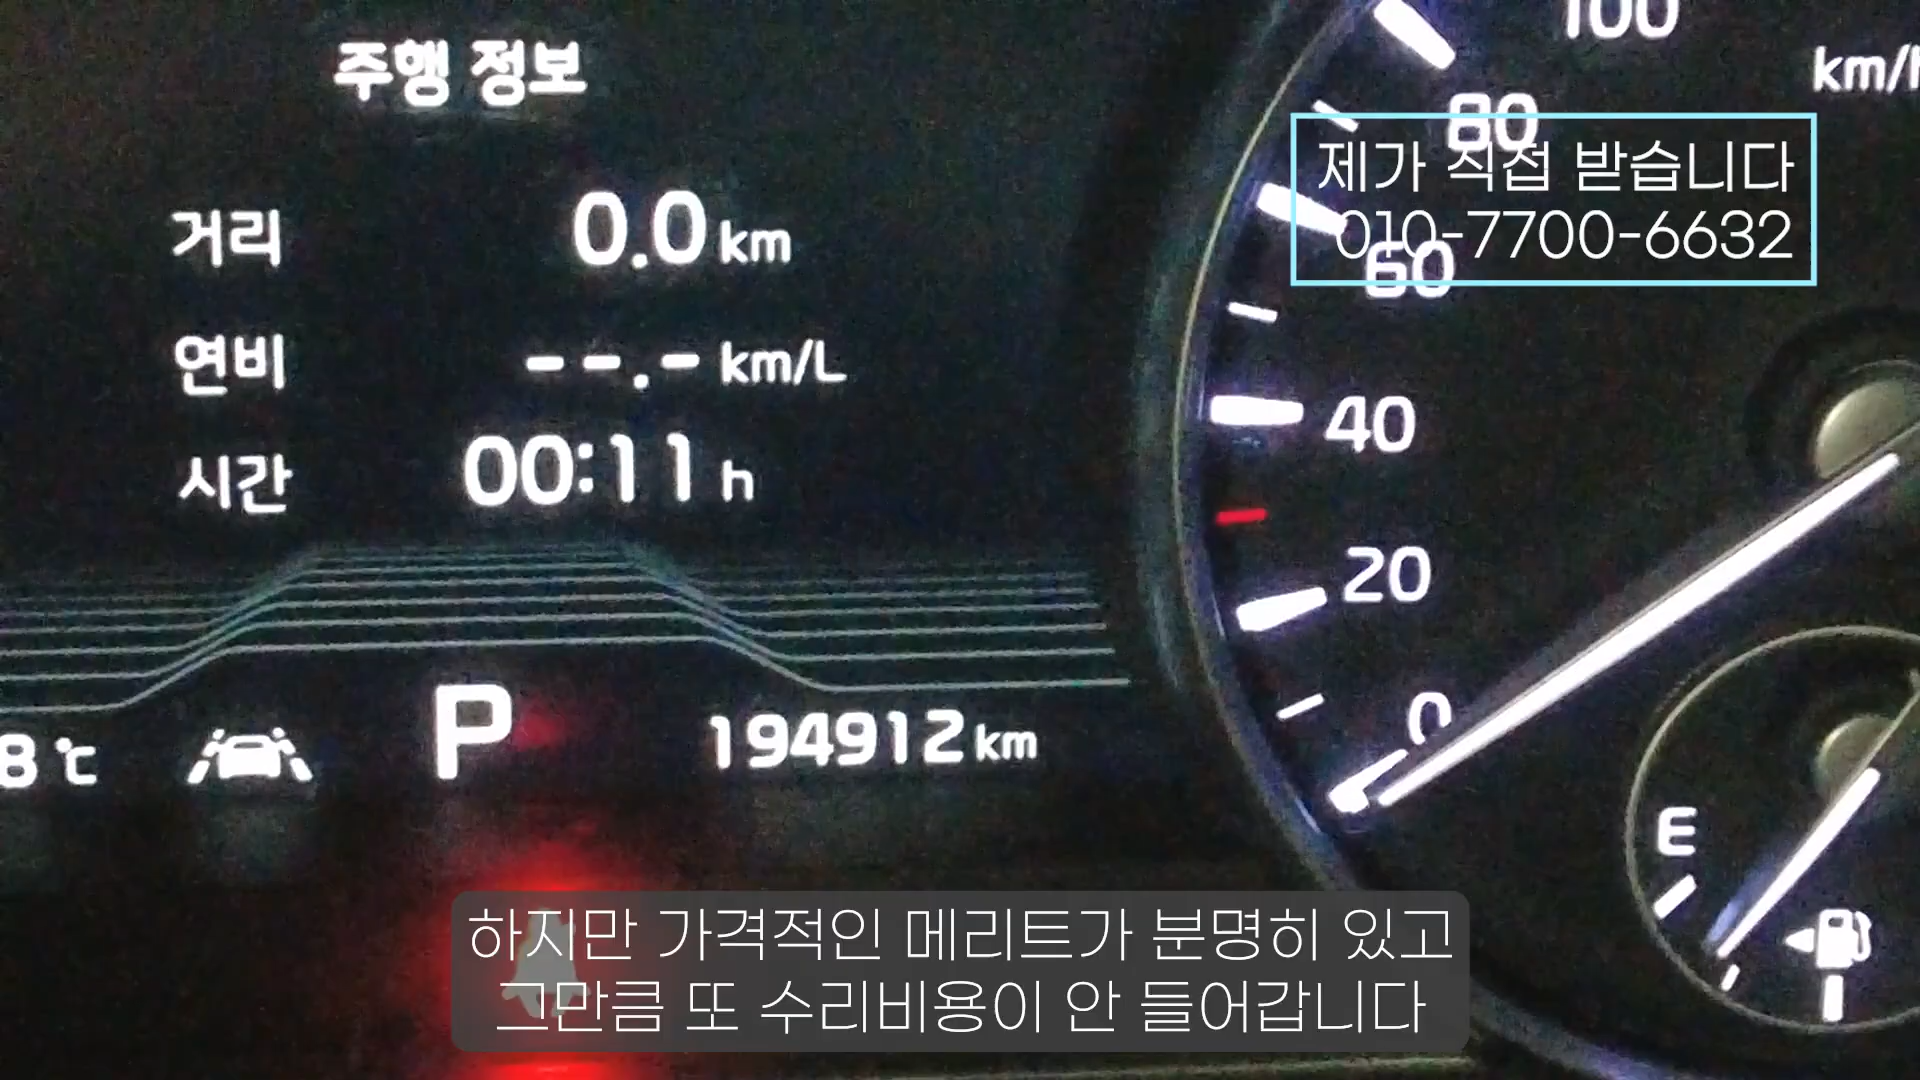 주행 정보
거리 0.0 km
연비 --.- km/L
시간 00:11 h
8 ℃ P 194912 km
100
km/h
80
제가 직접 받습니다
010-7700-6632
60
40
20
0
E
하지만 가격적인 메리트가 분명히 있고
그만큼 또 수리비용이 안 들어갑니다